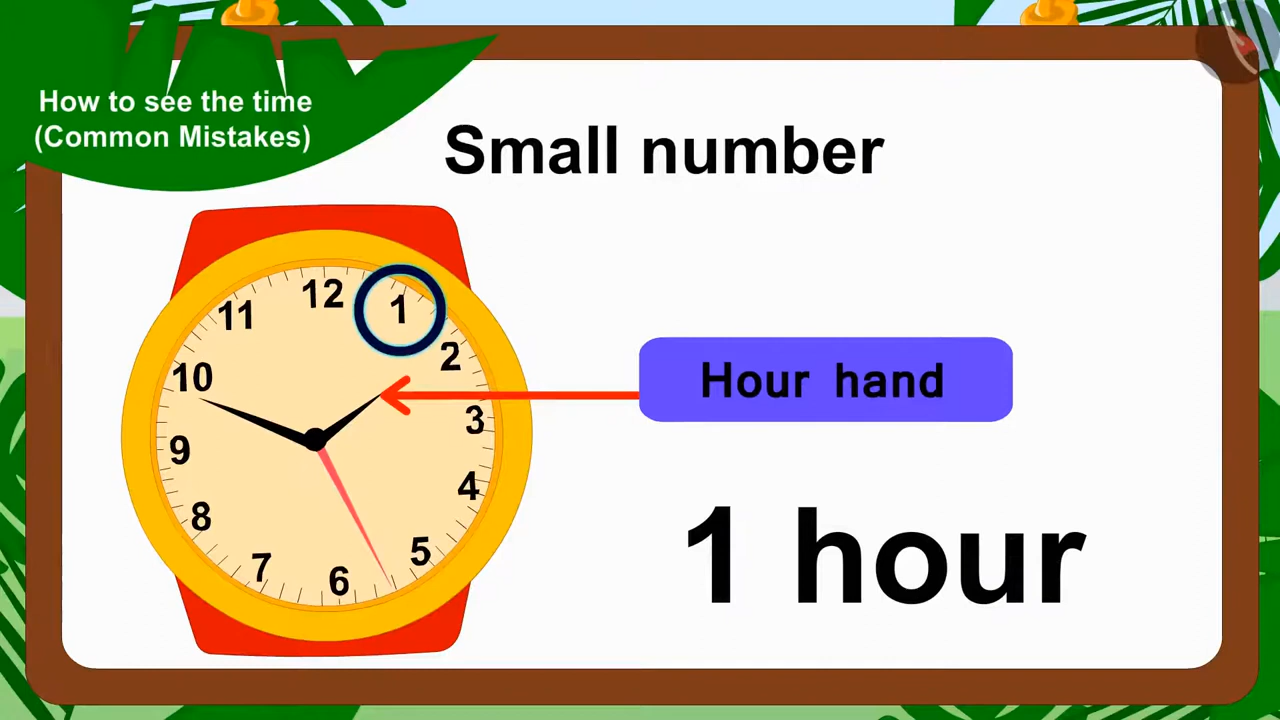 How to see the time
(Common Mistakes)
Small number
12
1
2
3
4
5
6
7
8
9
10
11
Hour hand
1 hour